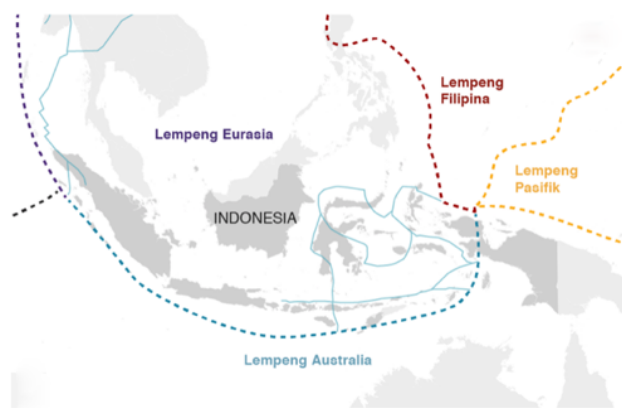 Lempeng
Filipina
Lempeng Eurasia
Lempeng
Pasifik
INDONESIA
Lempeng Australia